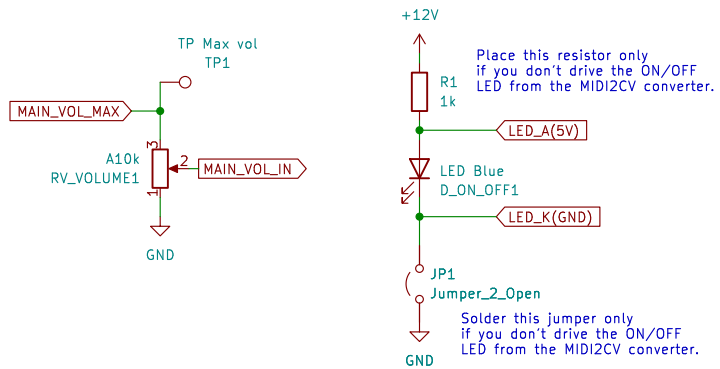 TP Max vol
TP1
MAIN_VOL_MAX
3
A10k
RV_VOLUME1
2
MAIN_VOL_IN
1
GND
+12V
Place this resistor only
if you don't drive the ON/OFF
LED from the MIDI2CV converter.
R1
1k
LED_A(5V)
LED Blue
D_ON_OFF1
LED_K(GND)
JP1
Jumper_2_Open
Solder this jumper only
if you don't drive the ON/OFF
LED from the MIDI2CV converter.
GND